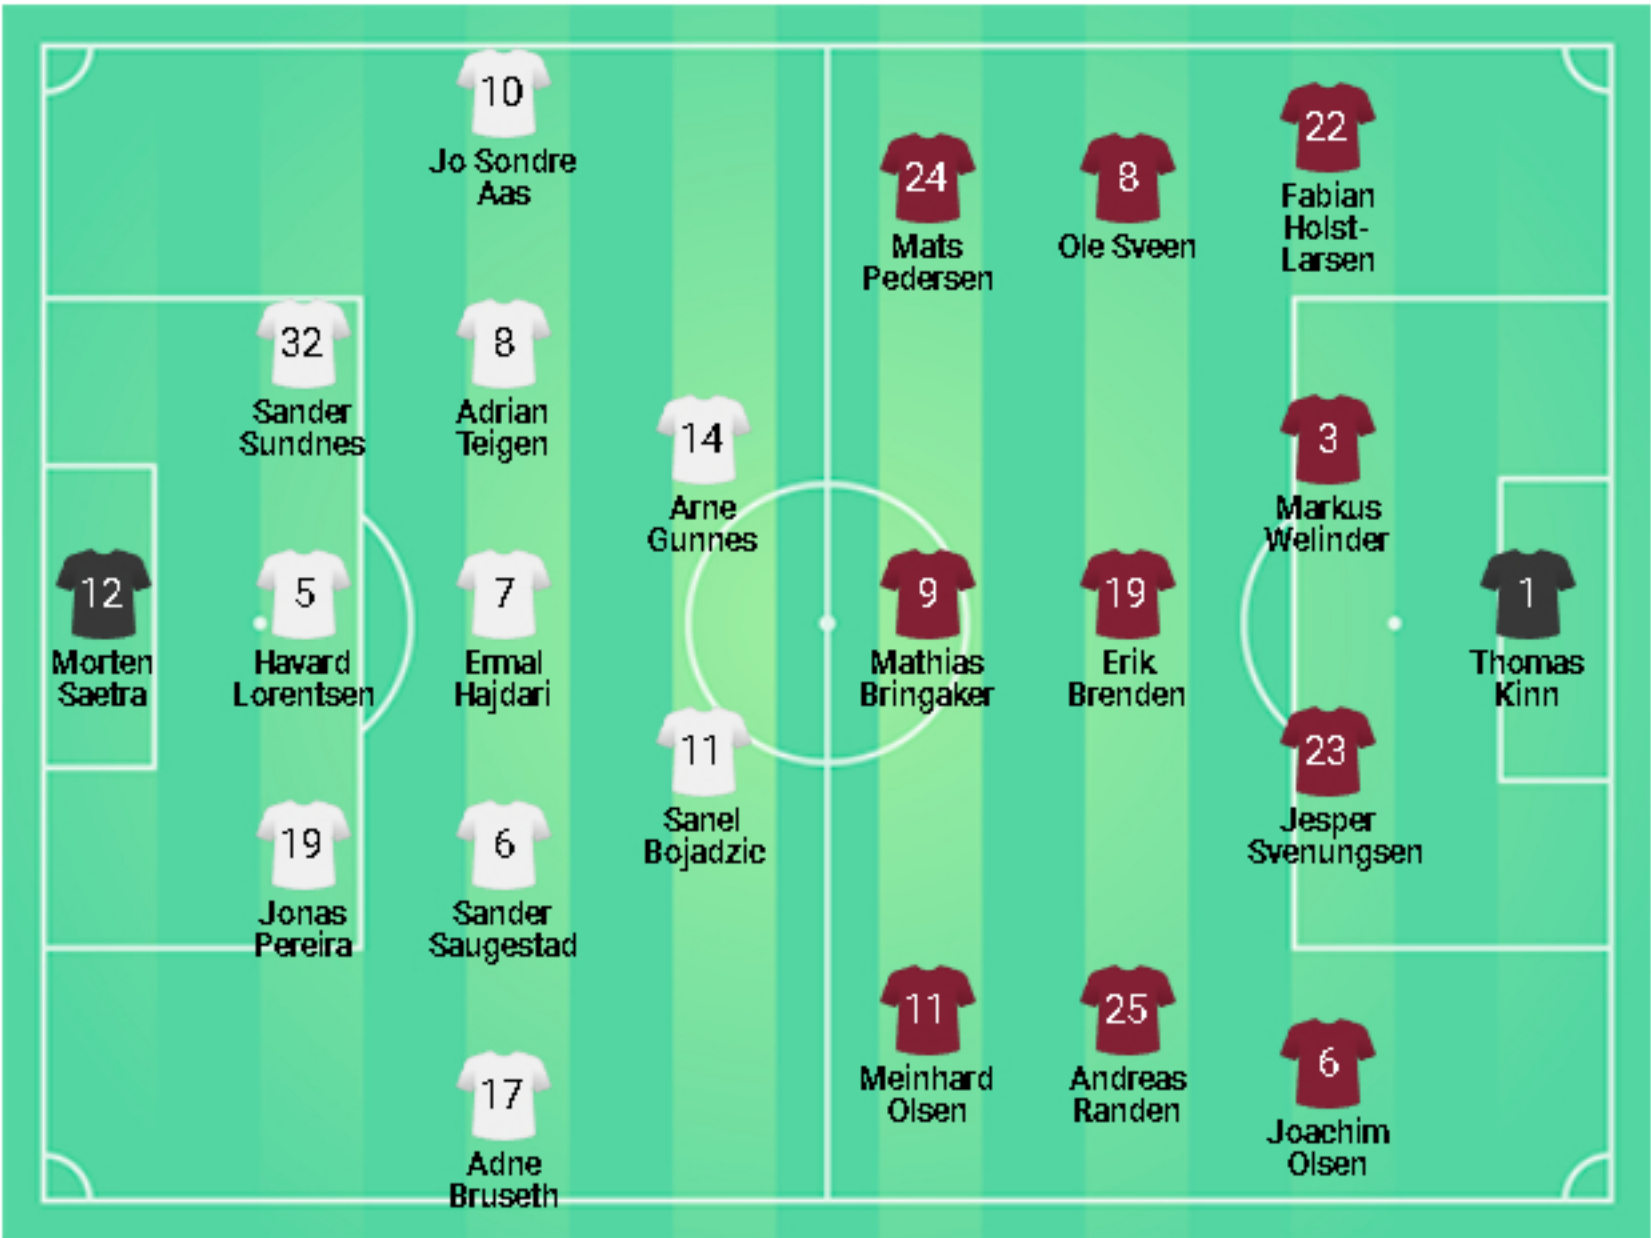 10
Jo Sondre
Aas
32
Sander
Sundnes
8
Adrian
Teigen
14
Arne
Gunnes
12
Morten
Saetra
5
Havard
Lorentsen
7
Ermal
Hajdari
11
Sanel
Bojadzic
19
Jonas
Pereira
6
Sander
Saugestad
17
Adne
Bruseth
24
Mats
Pedersen
8
Ole Sveen
22
Fabian
Holst-
Larsen
3
Markus
Welinder
9
Mathias
Bringaker
19
Erik
Brenden
1
Thomas
Kinn
23
Jesper
Svenungsen
11
Meinhard
Olsen
25
Andreas
Randen
6
Joachim
Olsen